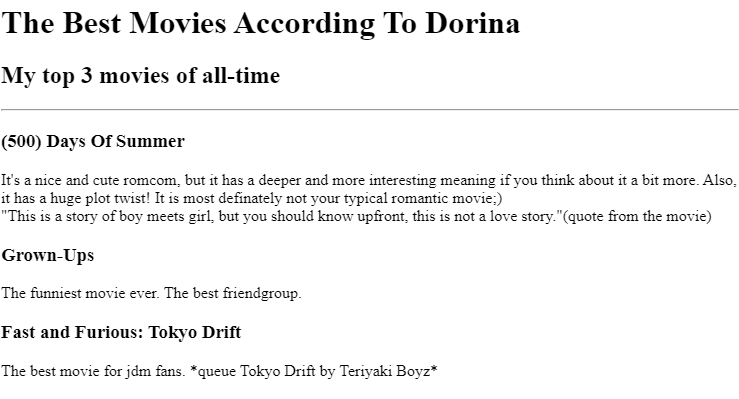 The Best Movies According To Dorina
My top 3 movies of all-time
(500) Days Of Summer
It's a nice and cute romcom, but it has a deeper and more interesting meaning if you think about it a bit more. Also,
it has a huge plot twist! It is most definately not your typical romantic movie;)
"This is a story of boy meets girl, but you should know upfront, this is not a love story."(quote from the movie)
Grown-Ups
The funniest movie ever. The best friendgroup.
Fast and Furious: Tokyo Drift
The best movie for jdm fans. *queue Tokyo Drift by Teriyaki Boyz*